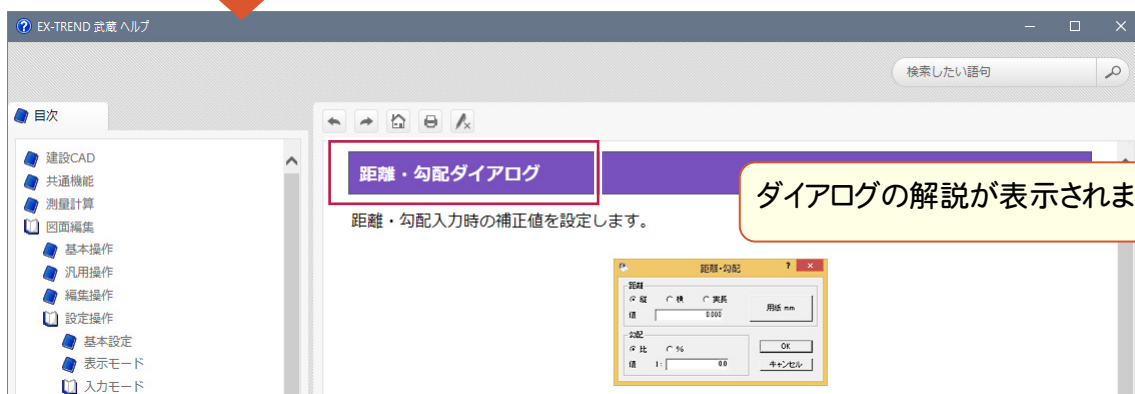 EX-TREND 武蔵 ヘルプ
検索したい語句
目次
建設CAD
共通機能
測量計算
図面編集
基本操作
汎用操作
編集操作
設定操作
基本設定
表示モード
入力モード
距離・勾配ダイアログ
ダイアログの解説が表示されま
距離・勾配入力時の補正値を設定します。
距離・勾配
距離
縦 横 実長
値 0.000
用紙 mm
勾配
比 %
値 1: 0.0
OK
キャンセル